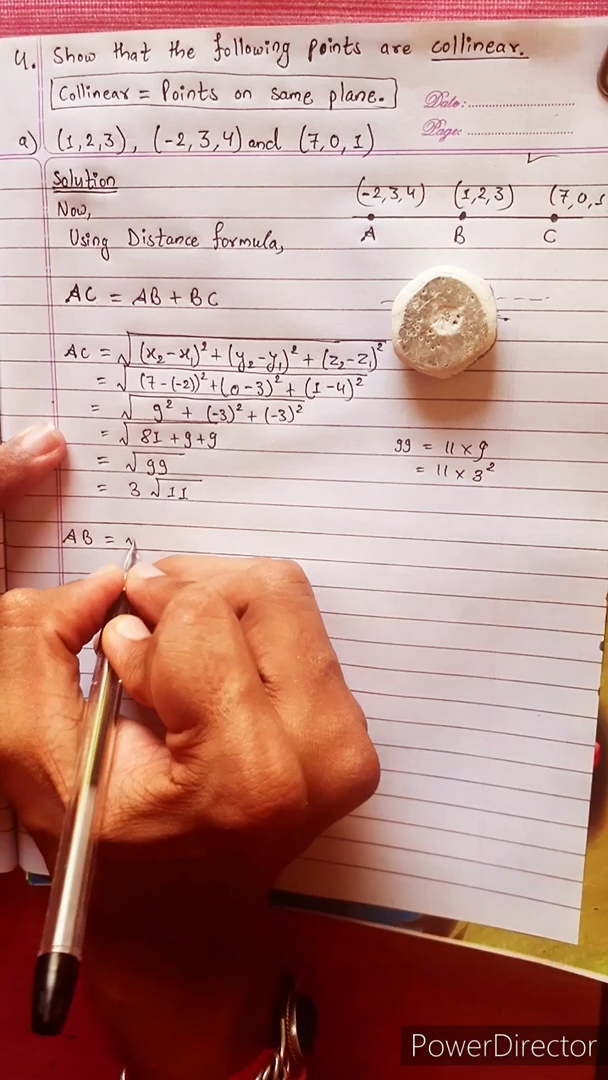 4. Show that the following points are collinear.
Collinear = Points on same plane.
Date:
Page:
a) (1,2,3), (-2,3,4) and (7,0,1)
Solution
(-2,3,4) (1,2,3) (7,0,1
Now,
A B C
Using Distance formula,
AC = AB + BC
AC = √(x₂-x₁)² + (y₂-y₁)² + (z₂-z₁)²
= √(7-(-2))² + (0-3)² + (1-4)²
= √9² + (-3)² + (-3)²
= √81 + 9 + 9
99 = 11 × 9
= √99
= 11 × 3²
= 3√11
AB =
PowerDirector